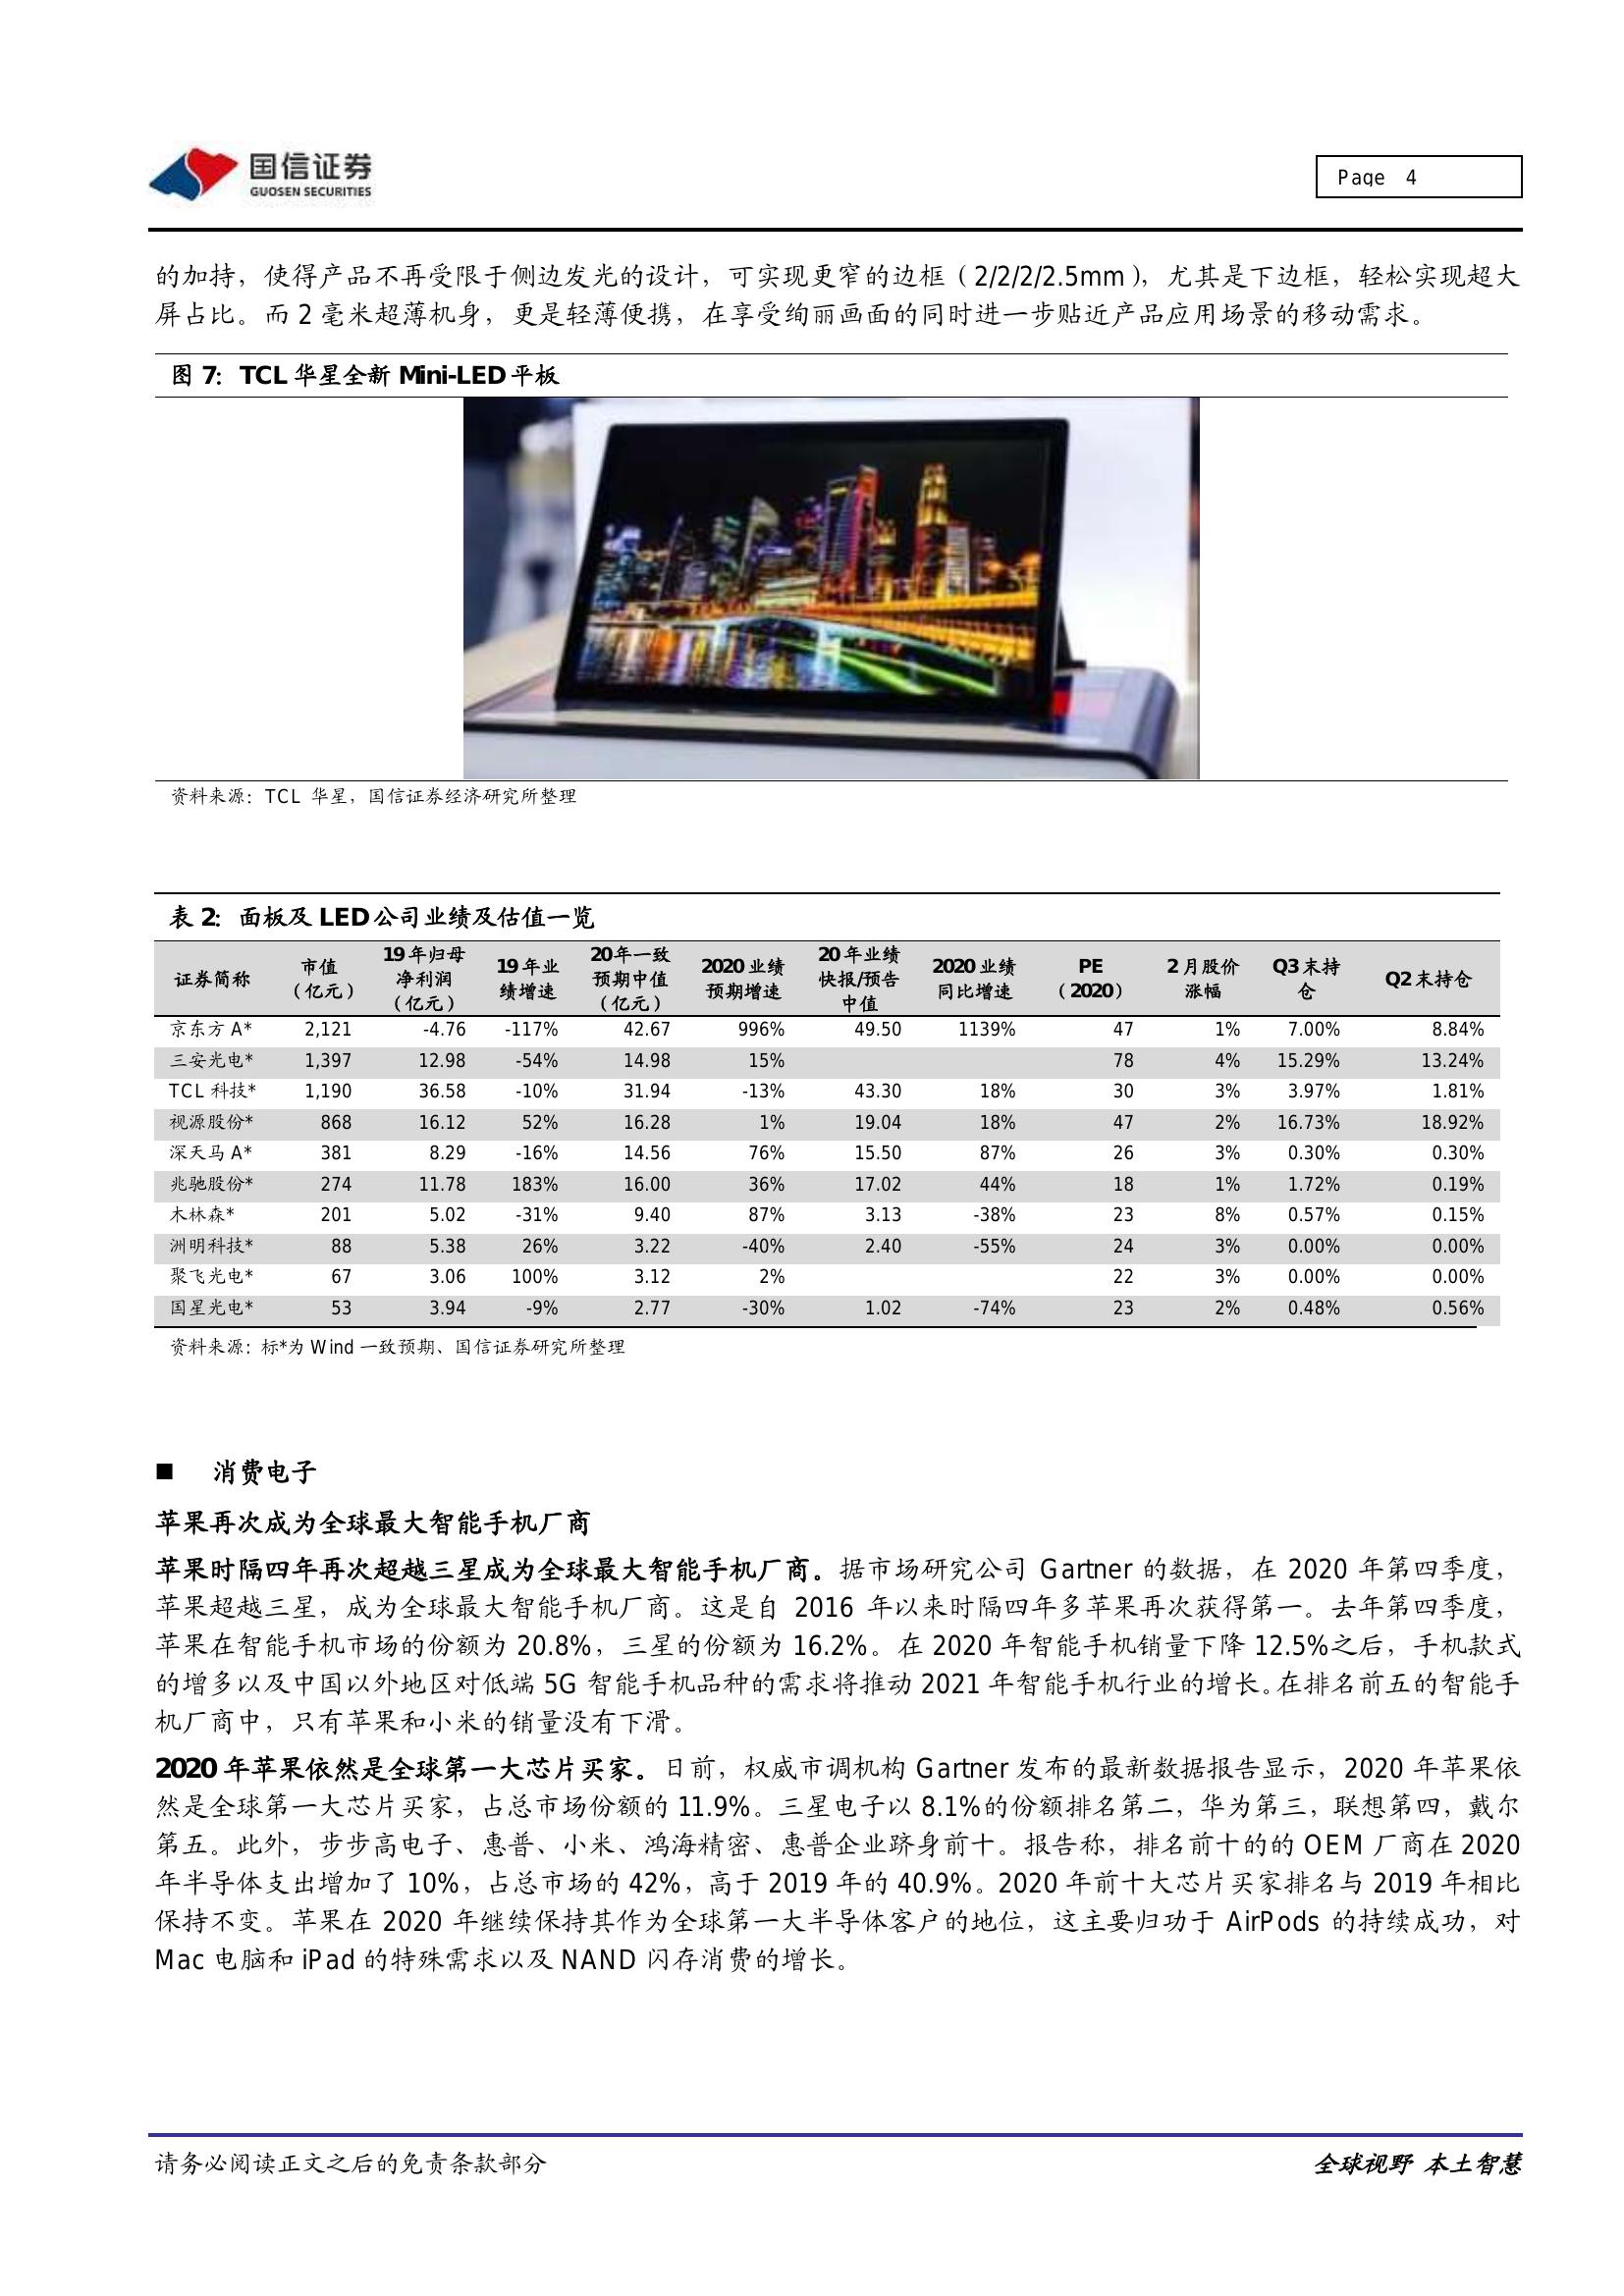 国信证券
GUOSEN SECURITIES
Page 4
的加持，使得产品不再受限于侧边发光的设计，可实现更窄的边框（2/2/2/2.5mm），尤其是下边框，轻松实现超大
屏占比。而 2 毫米超薄机身，更是轻薄便携，在享受绚丽画面的同时进一步贴近产品应用场景的移动需求。
图 7：TCL 华星全新 Mini-LED 平板
资料来源：TCL 华星，国信证券经济研究所整理
表 2：面板及 LED 公司业绩及估值一览
证券简称 市值（亿元） 19 年归母净利润（亿元） 19 年业绩增速 20 年一致预期中值（亿元） 2020 业绩预期增速 20 年业绩快报/预告中值 2020 业绩同比增速 PE（2020） 2 月股价涨幅 Q3 末持仓 Q2 末持仓
京东方 A* 2,121 -4.76 -117% 42.67 996% 49.50 1139% 47 1% 7.00% 8.84%
三安光电* 1,397 12.98 -54% 14.98 15% 78 4% 15.29% 13.24%
TCL 科技* 1,190 36.58 -10% 31.94 -13% 43.30 18% 30 3% 3.97% 1.81%
视源股份* 868 16.12 52% 16.28 1% 19.04 18% 47 2% 16.73% 18.92%
深天马 A* 381 8.29 -16% 14.56 76% 15.50 87% 26 3% 0.30% 0.30%
兆驰股份* 274 11.78 183% 16.00 36% 17.02 44% 18 1% 1.72% 0.19%
木林森* 201 5.02 -31% 9.40 87% 3.13 -38% 23 8% 0.57% 0.15%
洲明科技* 88 5.38 26% 3.22 -40% 2.40 -55% 24 3% 0.00% 0.00%
聚飞光电* 67 3.06 100% 3.12 2% 22 3% 0.00% 0.00%
国星光电* 53 3.94 -9% 2.77 -30% 1.02 -74% 23 2% 0.48% 0.56%
资料来源：标*为 Wind 一致预期、国信证券研究所整理
■ 消费电子
苹果再次成为全球最大智能手机厂商
苹果时隔四年再次超越三星成为全球最大智能手机厂商。据市场研究公司 Gartner 的数据，在 2020 年第四季度，
苹果超越三星，成为全球最大智能手机厂商。这是自 2016 年以来时隔四年多苹果再次获得第一。去年第四季度，
苹果在智能手机市场的份额为 20.8%，三星的份额为 16.2%。在 2020 年智能手机销量下降 12.5%之后，手机款式
的增多以及中国以外地区对低端 5G 智能手机品种的需求将推动 2021 年智能手机行业的增长。在排名前五的智能手
机厂商中，只有苹果和小米的销量没有下滑。
2020 年苹果依然是全球第一大芯片买家。日前，权威市调机构 Gartner 发布的最新数据报告显示，2020 年苹果依
然是全球第一大芯片买家，占总市场份额的 11.9%。三星电子以 8.1%的份额排名第二，华为第三，联想第四，戴尔
第五。此外，步步高电子、惠普、小米、鸿海精密、惠普企业跻身前十。报告称，排名前十的的 OEM 厂商在 2020
年半导体支出增加了 10%，占总市场的 42%，高于 2019 年的 40.9%。2020 年前十大芯片买家排名与 2019 年相比
保持不变。苹果在 2020 年继续保持其作为全球第一大半导体客户的地位，这主要归功于 AirPods 的持续成功，对
Mac 电脑和 iPad 的特殊需求以及 NAND 闪存消费的增长。
请务必阅读正文之后的免责条款部分
全球视野 本土智慧